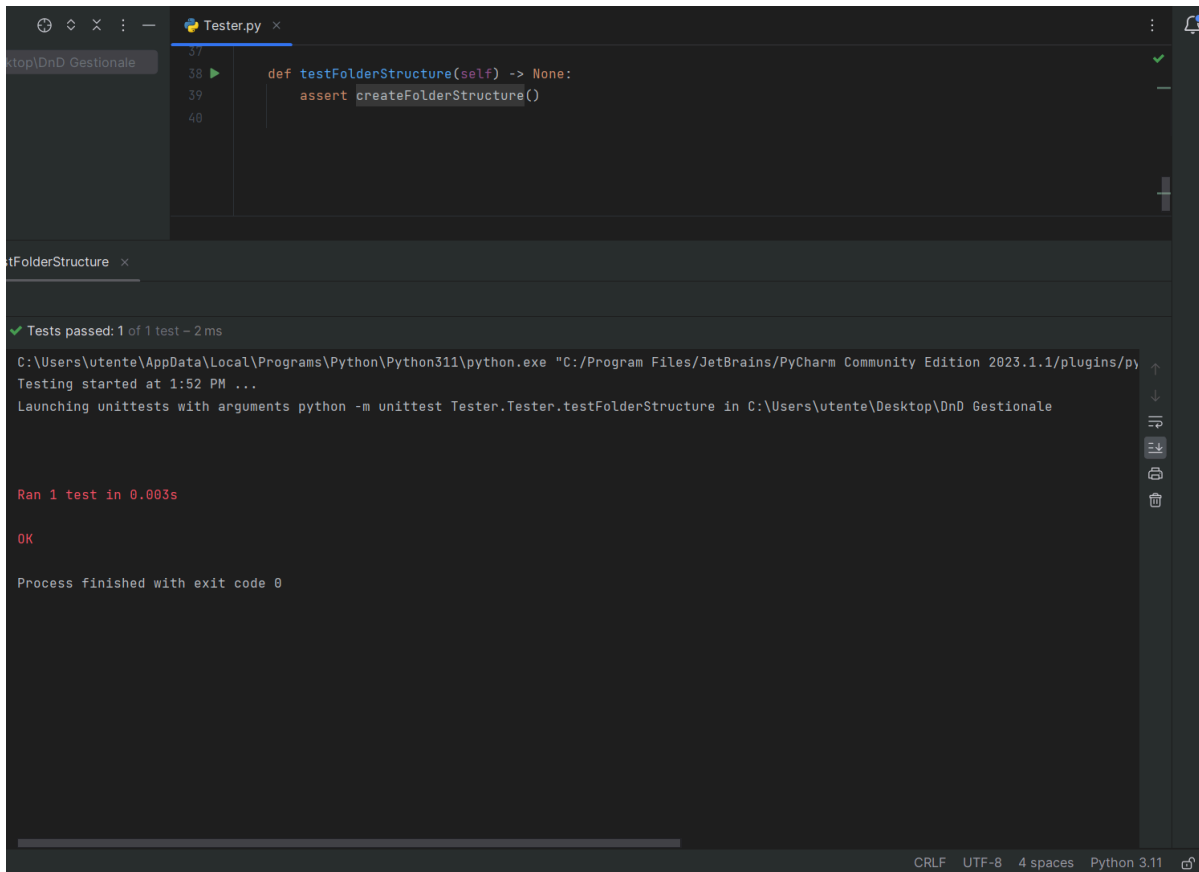 Tester.py
ktop\DnD Gestionale
37
38 def testFolderStructure(self) -> None:
39 assert createFolderStructure()
40
tFolderStructure
Tests passed: 1 of 1 test – 2 ms
C:\Users\utente\AppData\Local\Programs\Python\Python311\python.exe "C:/Program Files/JetBrains/PyCharm Community Edition 2023.1.1/plugins/py
Testing started at 1:52 PM ...
Launching unittests with arguments python -m unittest Tester.Tester.testFolderStructure in C:\Users\utente\Desktop\DnD Gestionale
Ran 1 test in 0.003s
OK
Process finished with exit code 0
CRLF UTF-8 4 spaces Python 3.11